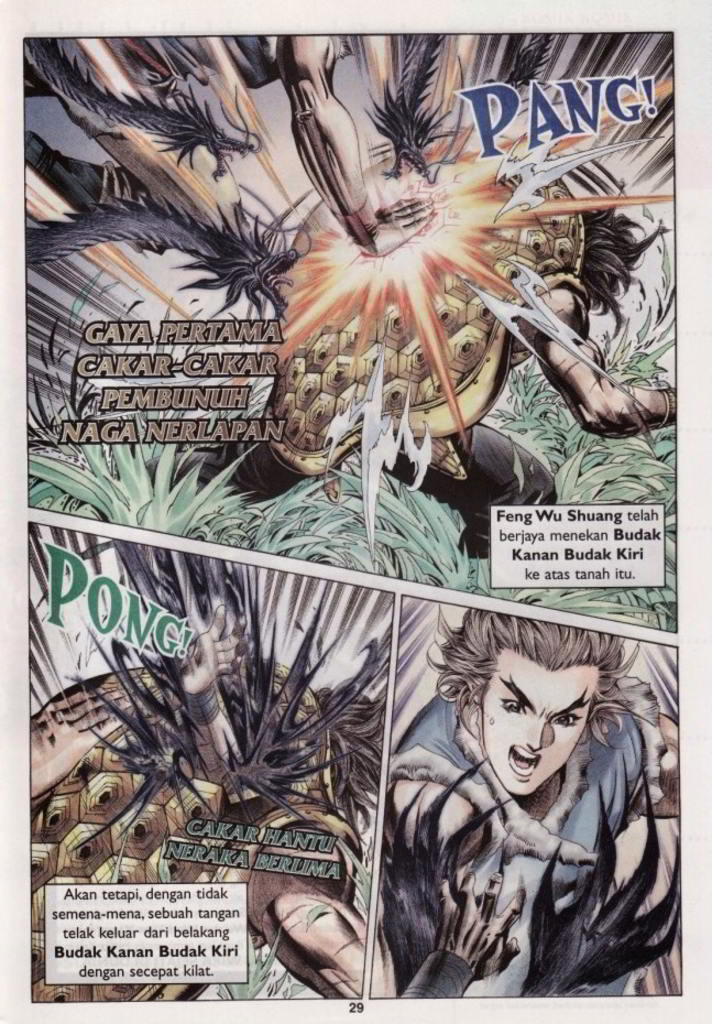 PANG!
GAYA PERTAMA
CAKAR-CAKAR
PEMBUNUH
NAGA NERLAPAN
Feng Wu Shuang telah
berjaya menekan Budak
Kanan Budak Kiri
ke atas tanah itu.
PONG!
CAKAR HANTU
NERAKA BERLIMA
Akan tetapi, dengan tidak
semena-mena, sebuah tangan
telak keluar dari belakang
Budak Kanan Budak Kiri
dengan secepat kilat.
29